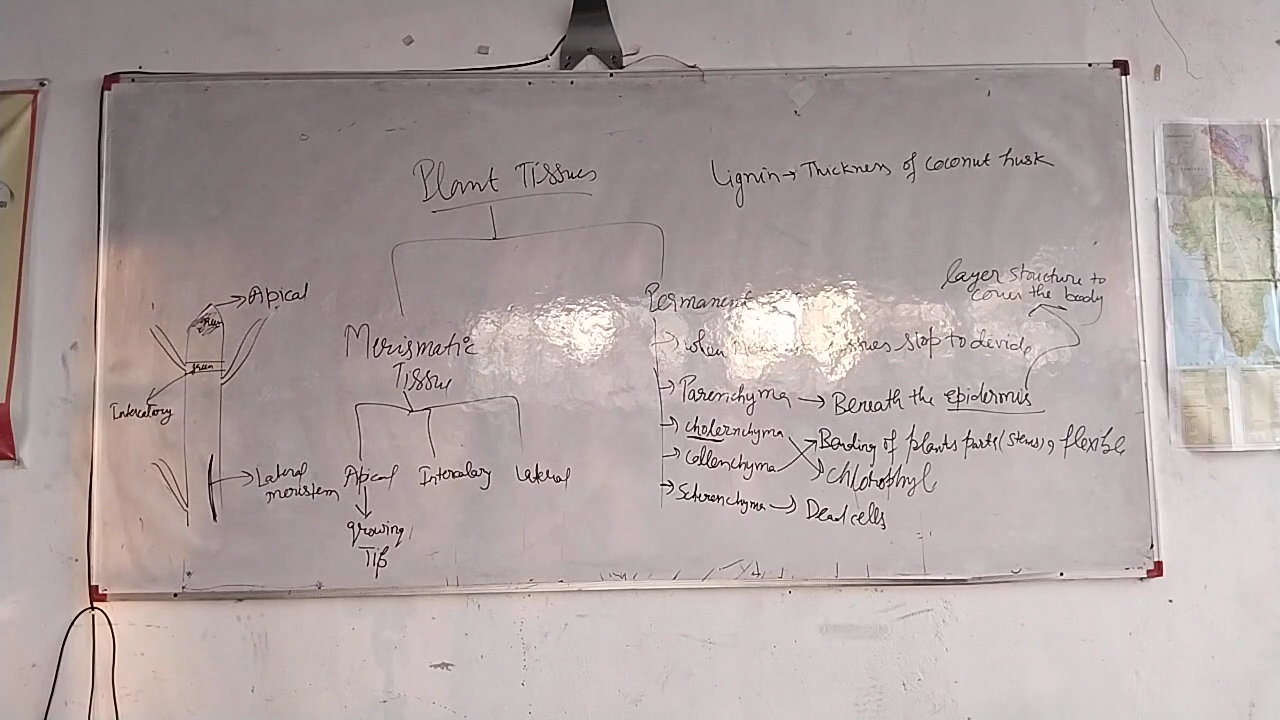 Plant Tissues
Lignin → Thickness of coconut husk
layer structure to
cover the body
Apical
Permanent
Merismatic
Tissue
→ when stop to divide
→ Parenchyma → Beneath the epidermis
Intercatory
→ cholernchyma
Bending of plants parts (stems), flexible
→ Collenchyma
chlorophyl
→ Lateral
meristem
Apical Intercalary Lateral
→ Sclerenchyma → Dead cells
growing
Tip